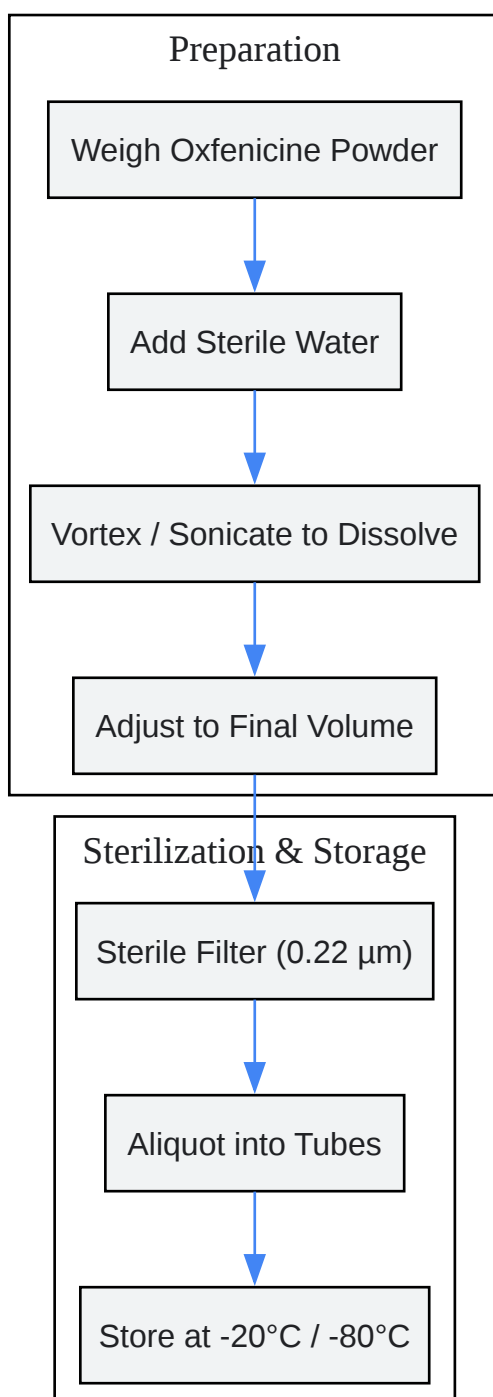 Preparation
Weigh Oxfenicine Powder
Add Sterile Water
Vortex / Sonicate to Dissolve
Adjust to Final Volume
Sterilization & Storage
Sterile Filter (0.22 µm)
Aliquot into Tubes
Store at -20°C / -80°C